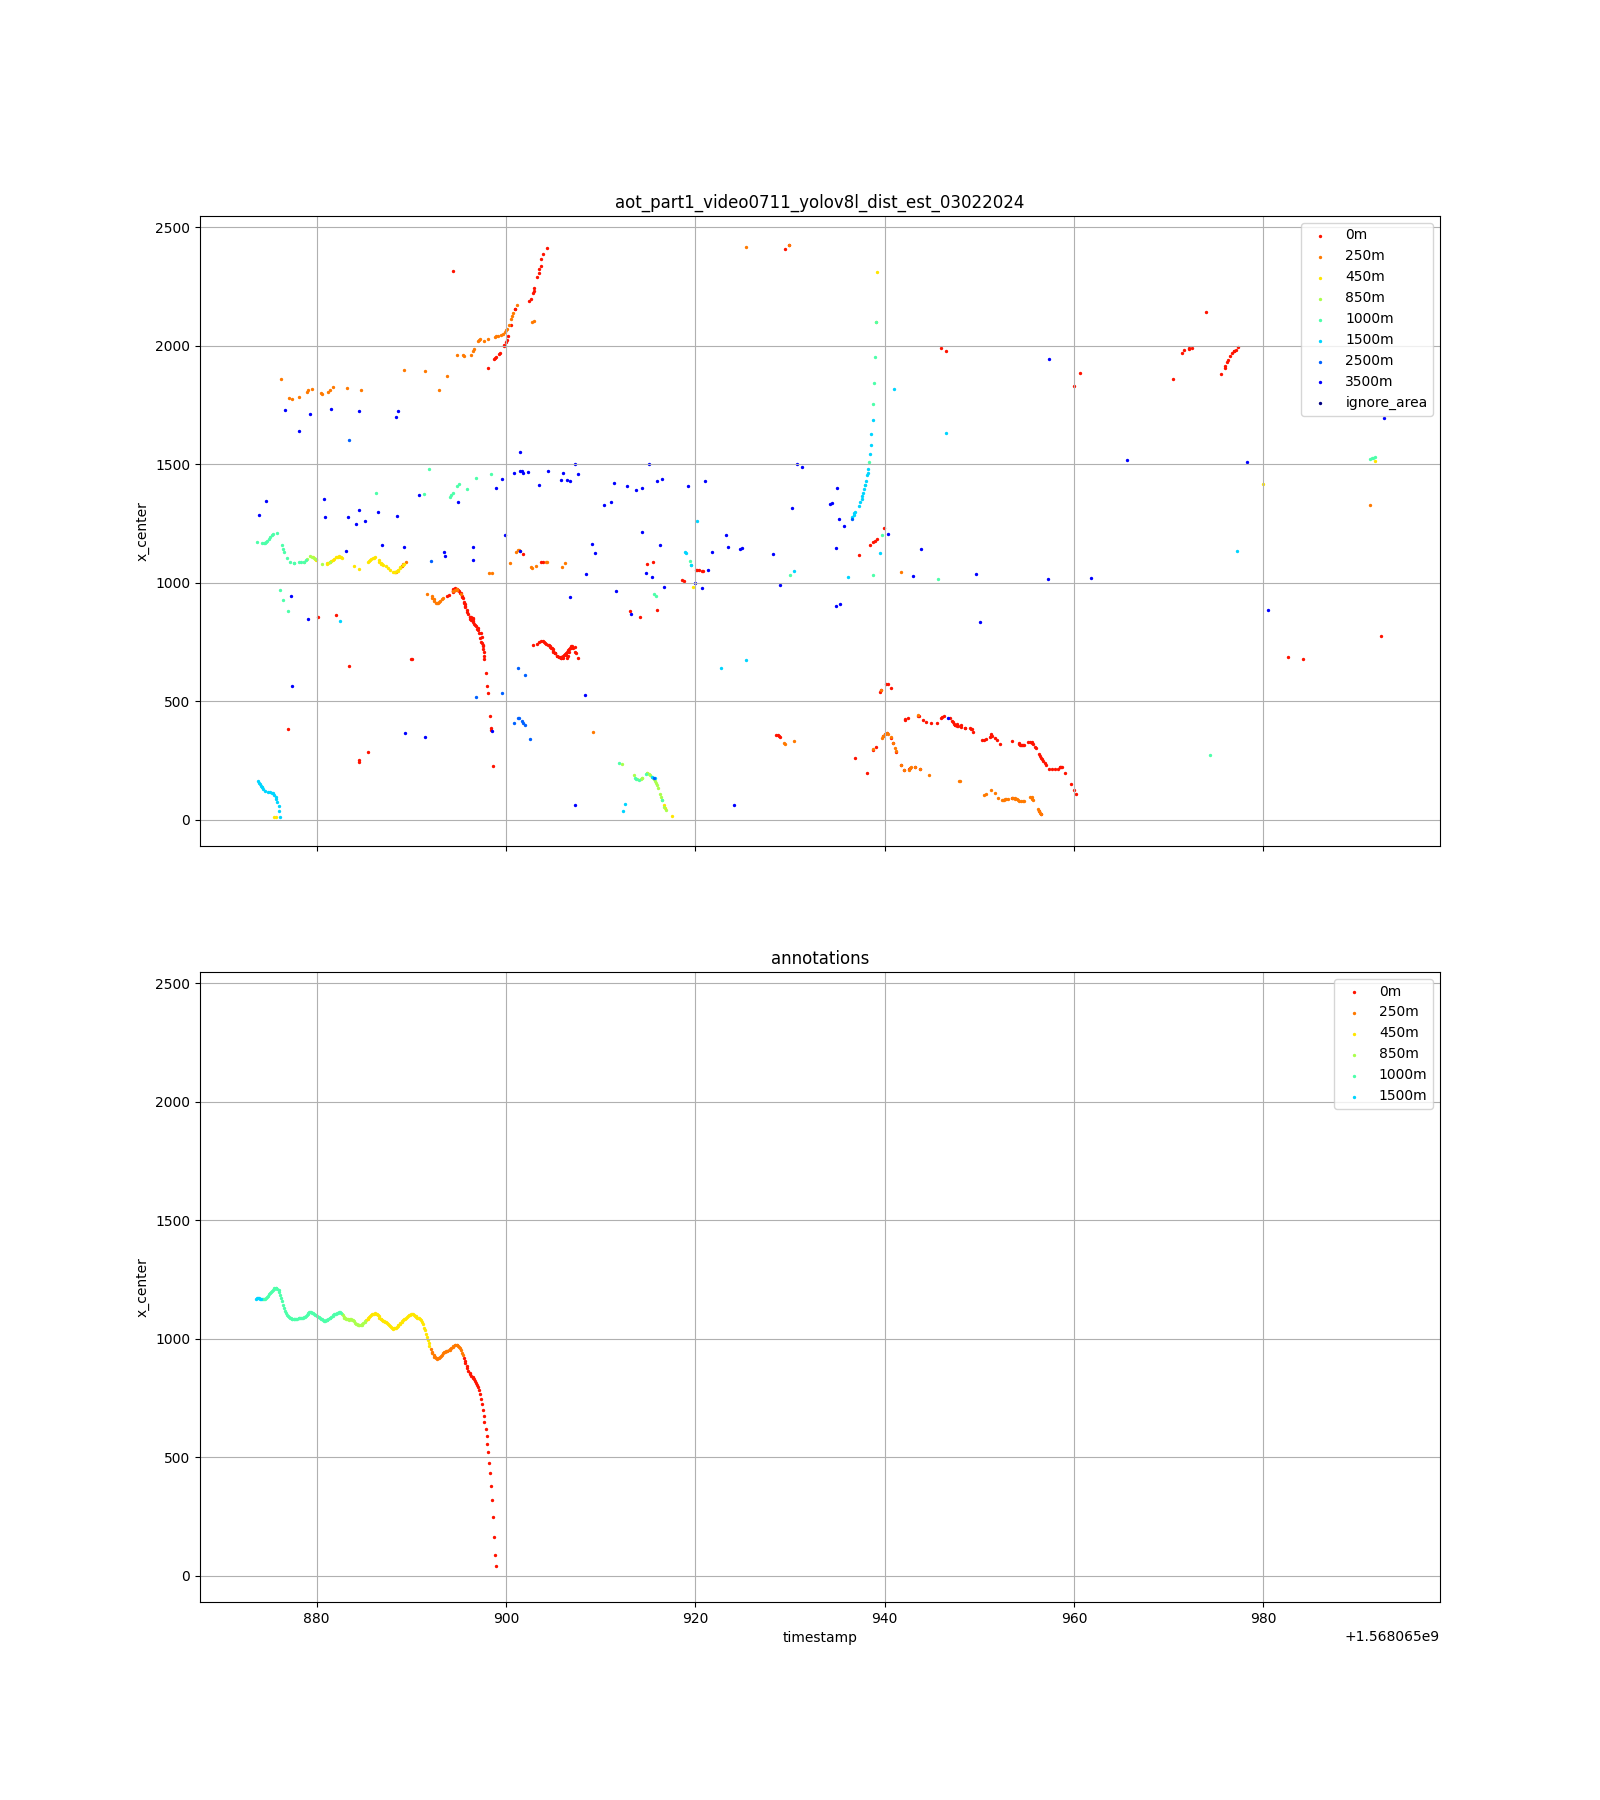 aot_part1_video0711_yolov8l_dist_est_03022024
2500
2000
1500
1000
500
0
x_center
0m
250m
450m
850m
1000m
1500m
2500m
3500m
ignore_area
annotations
2500
2000
1500
1000
500
0
x_center
0m
250m
450m
850m
1000m
1500m
880
900
920
940
960
980
timestamp
+1.568065e9